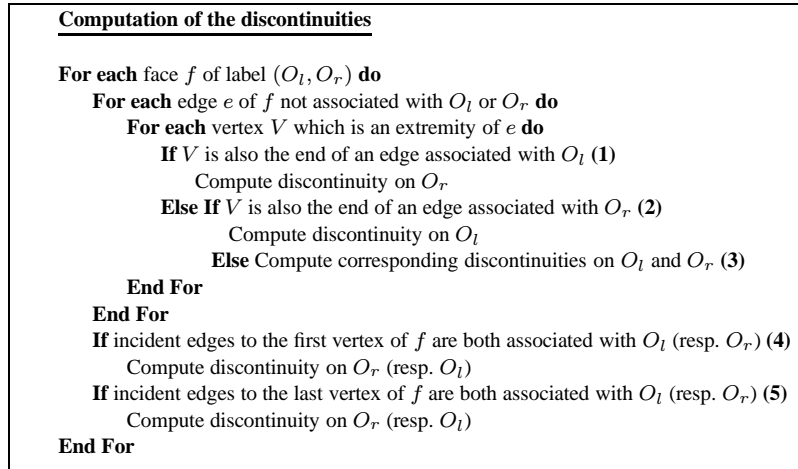 Computation of the discontinuities
For each face f of label (O_l, O_r) do
For each edge e of f not associated with O_l or O_r do
For each vertex V which is an extremity of e do
If V is also the end of an edge associated with O_l (1)
Compute discontinuity on O_r
Else If V is also the end of an edge associated with O_r (2)
Compute discontinuity on O_l
Else Compute corresponding discontinuities on O_l and O_r (3)
End For
End For
If incident edges to the first vertex of f are both associated with O_l (resp. O_r) (4)
Compute discontinuity on O_r (resp. O_l)
If incident edges to the last vertex of f are both associated with O_l (resp. O_r) (5)
Compute discontinuity on O_r (resp. O_l)
End For